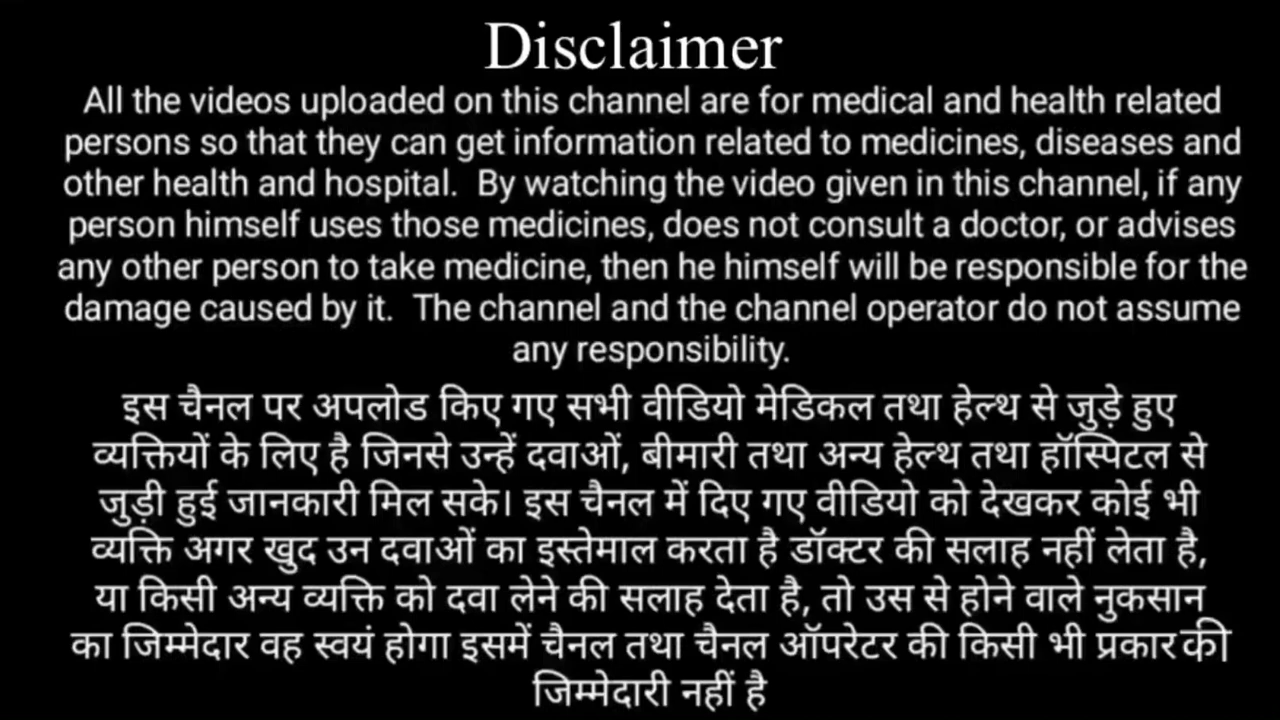 Disclaimer
All the videos uploaded on this channel are for medical and health related
persons so that they can get information related to medicines, diseases and
other health and hospital. By watching the video given in this channel, if any
person himself uses those medicines, does not consult a doctor, or advises
any other person to take medicine, then he himself will be responsible for the
damage caused by it. The channel and the channel operator do not assume
any responsibility.
इस चैनल पर अपलोड किए गए सभी वीडियो मेडिकल तथा हेल्थ से जुड़े हुए
व्यक्तियों के लिए है जिनसे उन्हें दवाओं, बीमारी तथा अन्य हेल्थ तथा हॉस्पिटल से
जुड़ी हुई जानकारी मिल सके। इस चैनल में दिए गए वीडियो को देखकर कोई भी
व्यक्ति अगर खुद उन दवाओं का इस्तेमाल करता है डॉक्टर की सलाह नहीं लेता है,
या किसी अन्य व्यक्ति को दवा लेने की सलाह देता है, तो उस से होने वाले नुकसान
का जिम्मेदार वह स्वयं होगा इसमें चैनल तथा चैनल ऑपरेटर की किसी भी प्रकार की
जिम्मेदारी नहीं है